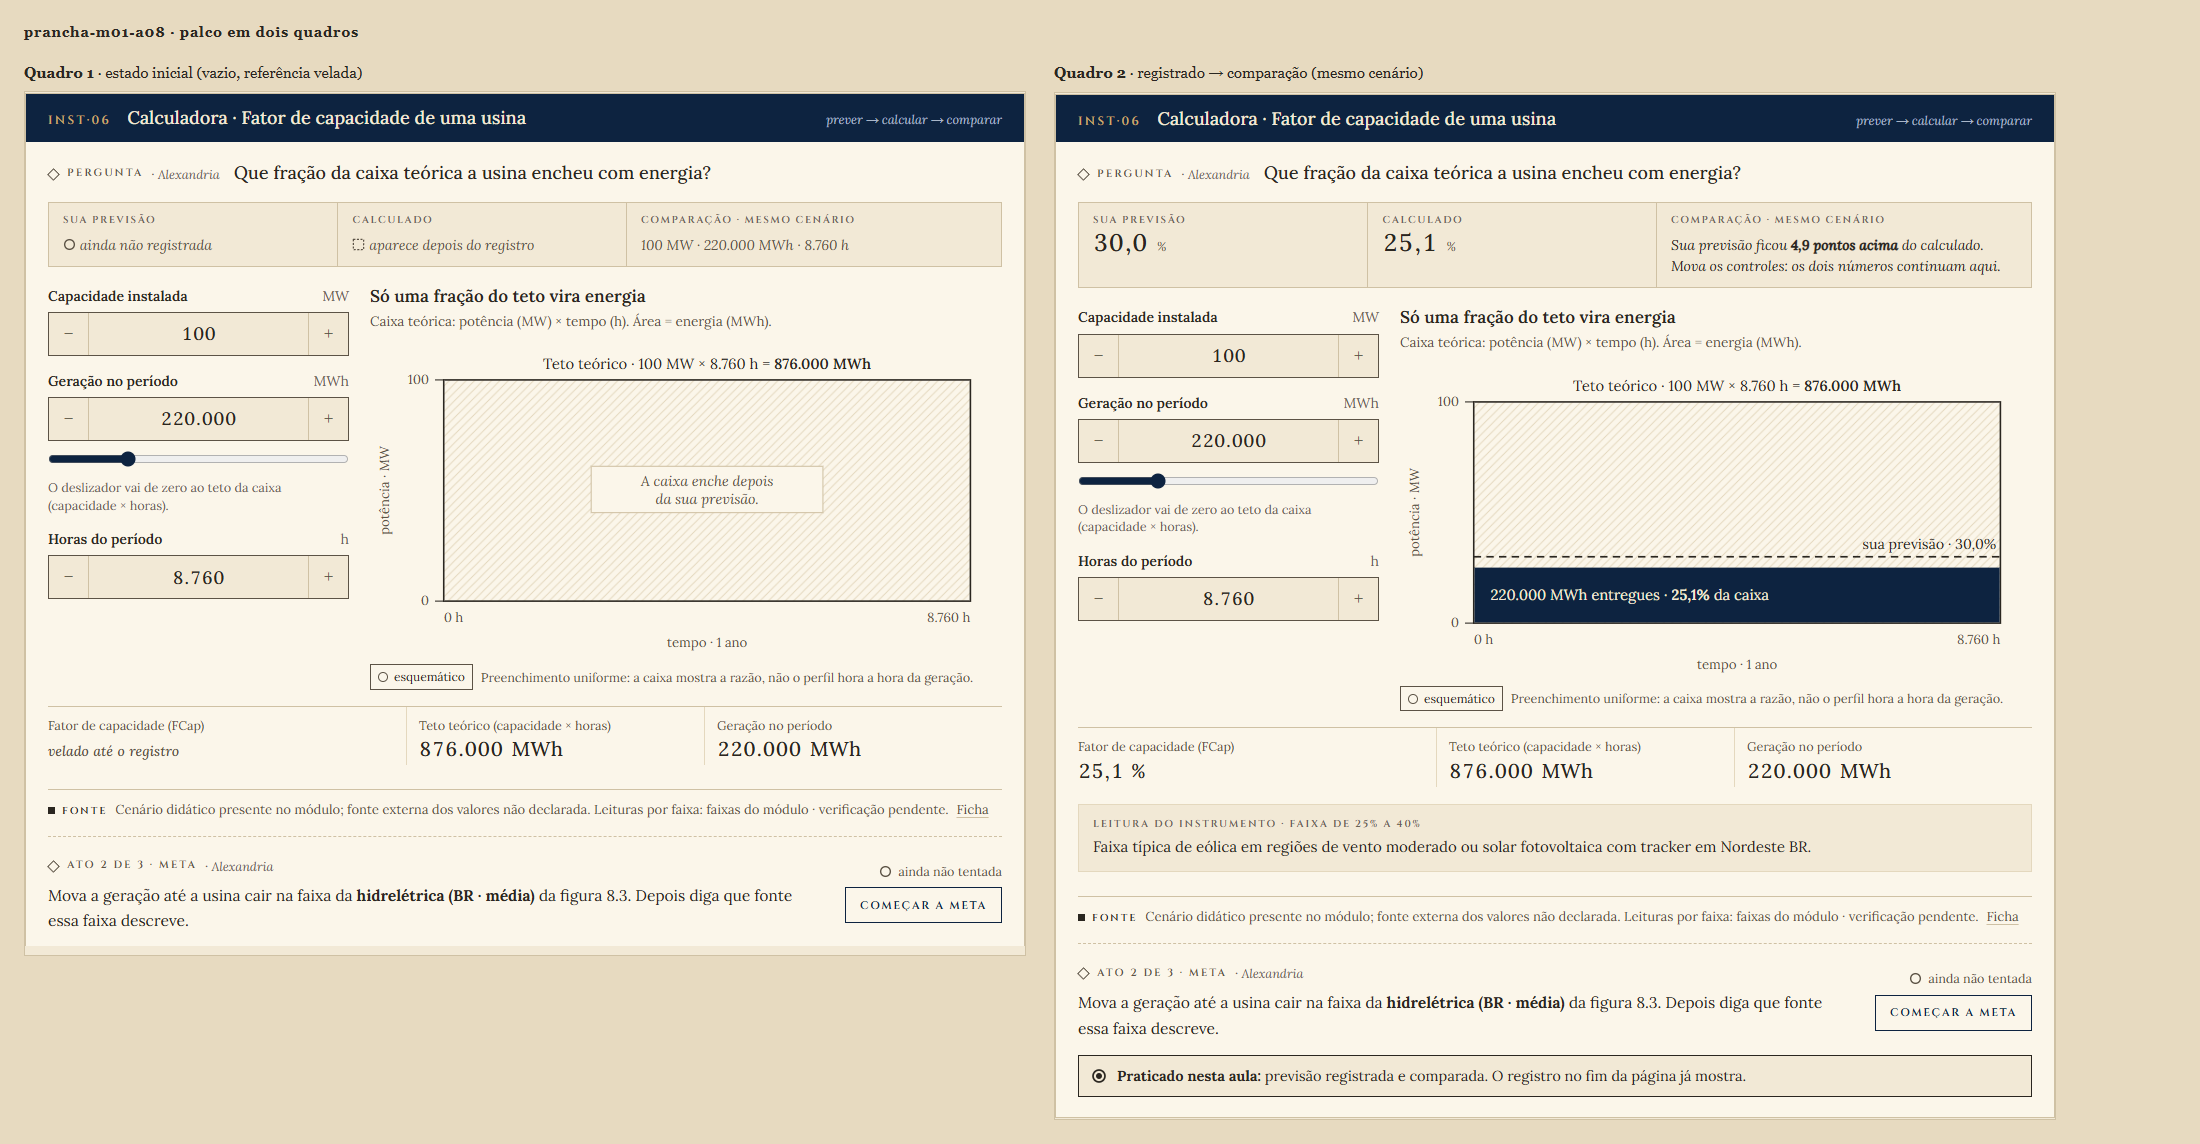 prancha-m01-a08 · palco em dois quadros
Quadro 1 · estado inicial (vazio, referência velada)
INST·06 Calculadora · Fator de capacidade de uma usina prever → calcular → comparar
PERGUNTA · Alexandria Que fração da caixa teórica a usina encheu com energia?
SUA PREVISÃO
ainda não registrada
CALCULADO
aparece depois do registro
COMPARAÇÃO · MESMO CENÁRIO
100 MW · 220.000 MWh · 8.760 h
Capacidade instalada MW
− 100 +
Geração no período MWh
− 220.000 +
O deslizador vai de zero ao teto da caixa
(capacidade × horas).
Horas do período h
− 8.760 +
Só uma fração do teto vira energia
Caixa teórica: potência (MW) × tempo (h). Área = energia (MWh).
Teto teórico · 100 MW × 8.760 h = 876.000 MWh
100
potência · MW
A caixa enche depois
da sua previsão.
0
0 h 8.760 h
tempo · 1 ano
esquemático Preenchimento uniforme: a caixa mostra a razão, não o perfil hora a hora da geração.
Fator de capacidade (FCap)
velado até o registro
Teto teórico (capacidade × horas)
876.000 MWh
Geração no período
220.000 MWh
FONTE Cenário didático presente no módulo; fonte externa dos valores não declarada. Leituras por faixa: faixas do módulo · verificação pendente. Ficha
ATO 2 DE 3 · META · Alexandria
Mova a geração até a usina cair na faixa da hidrelétrica (BR · média) da figura 8.3. Depois diga que fonte
essa faixa descreve.
ainda não tentada
COMEÇAR A META
Quadro 2 · registrado → comparação (mesmo cenário)
INST·06 Calculadora · Fator de capacidade de uma usina prever → calcular → comparar
PERGUNTA · Alexandria Que fração da caixa teórica a usina encheu com energia?
SUA PREVISÃO
30,0 %
CALCULADO
25,1 %
COMPARAÇÃO · MESMO CENÁRIO
Sua previsão ficou 4,9 pontos acima do calculado.
Mova os controles: os dois números continuam aqui.
Capacidade instalada MW
− 100 +
Geração no período MWh
− 220.000 +
O deslizador vai de zero ao teto da caixa
(capacidade × horas).
Horas do período h
− 8.760 +
Só uma fração do teto vira energia
Caixa teórica: potência (MW) × tempo (h). Área = energia (MWh).
Teto teórico · 100 MW × 8.760 h = 876.000 MWh
100
potência · MW
sua previsão · 30,0%
220.000 MWh entregues · 25,1% da caixa
0
0 h 8.760 h
tempo · 1 ano
esquemático Preenchimento uniforme: a caixa mostra a razão, não o perfil hora a hora da geração.
Fator de capacidade (FCap)
25,1 %
Teto teórico (capacidade × horas)
876.000 MWh
Geração no período
220.000 MWh
LEITURA DO INSTRUMENTO · FAIXA DE 25% A 40%
Faixa típica de eólica em regiões de vento moderado ou solar fotovoltaica com tracker em Nordeste BR.
FONTE Cenário didático presente no módulo; fonte externa dos valores não declarada. Leituras por faixa: faixas do módulo · verificação pendente. Ficha
ATO 2 DE 3 · META · Alexandria
Mova a geração até a usina cair na faixa da hidrelétrica (BR · média) da figura 8.3. Depois diga que fonte
essa faixa descreve.
ainda não tentada
COMEÇAR A META
Praticado nesta aula: previsão registrada e comparada. O registro no fim da página já mostra.